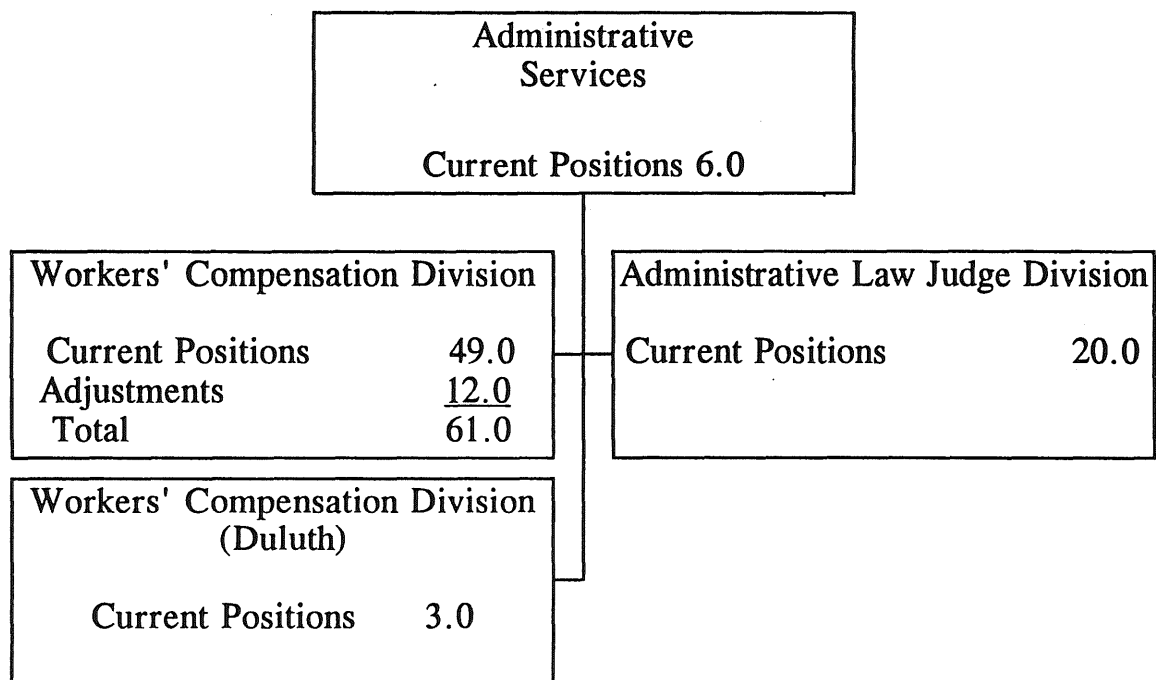 Administrative
Services
Current Positions 6.0
Workers' Compensation Division
Current Positions 49.0
Adjustments 12.0
Total 61.0
Administrative Law Judge Division
Current Positions 20.0
Workers' Compensation Division
(Duluth)
Current Positions 3.0